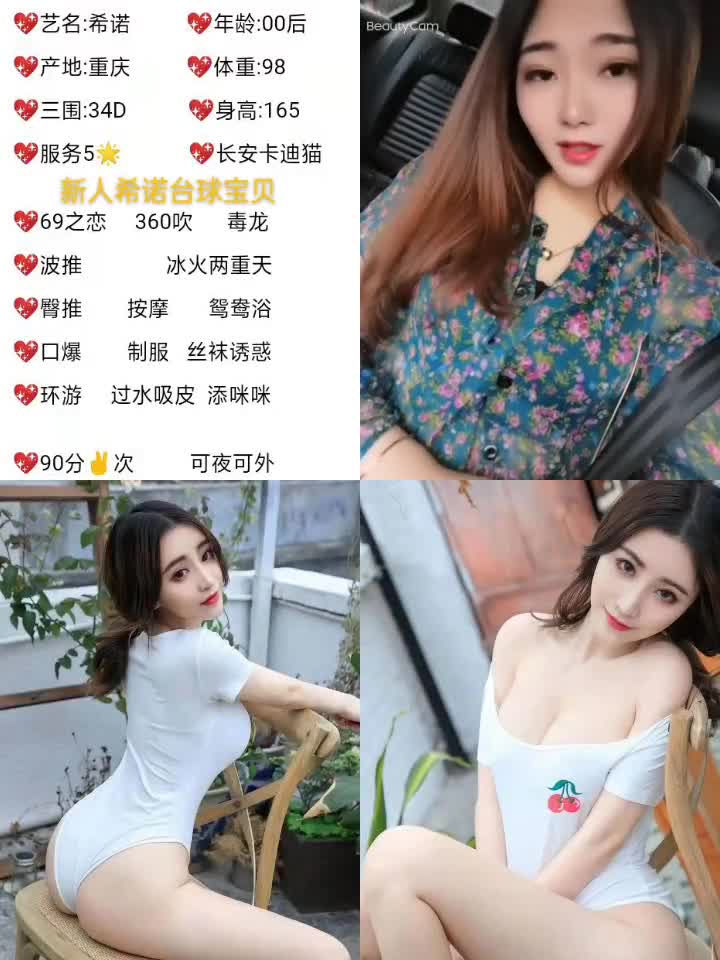 💖艺名:希诺 💖年龄:00后
💖产地:重庆 💖体重:98
💖三围:34D 💖身高:165
💖服务5🌟 💖长安卡迪猫
新人希诺台球宝贝
💖69之恋 360吹 毒龙
💖波推 冰火两重天
💖臀推 按摩 鸳鸯浴
💖口爆 制服 丝袜诱惑
💖环游 过水吸皮 添咪咪
💖90分✌️次 可夜可外
BeautyCam